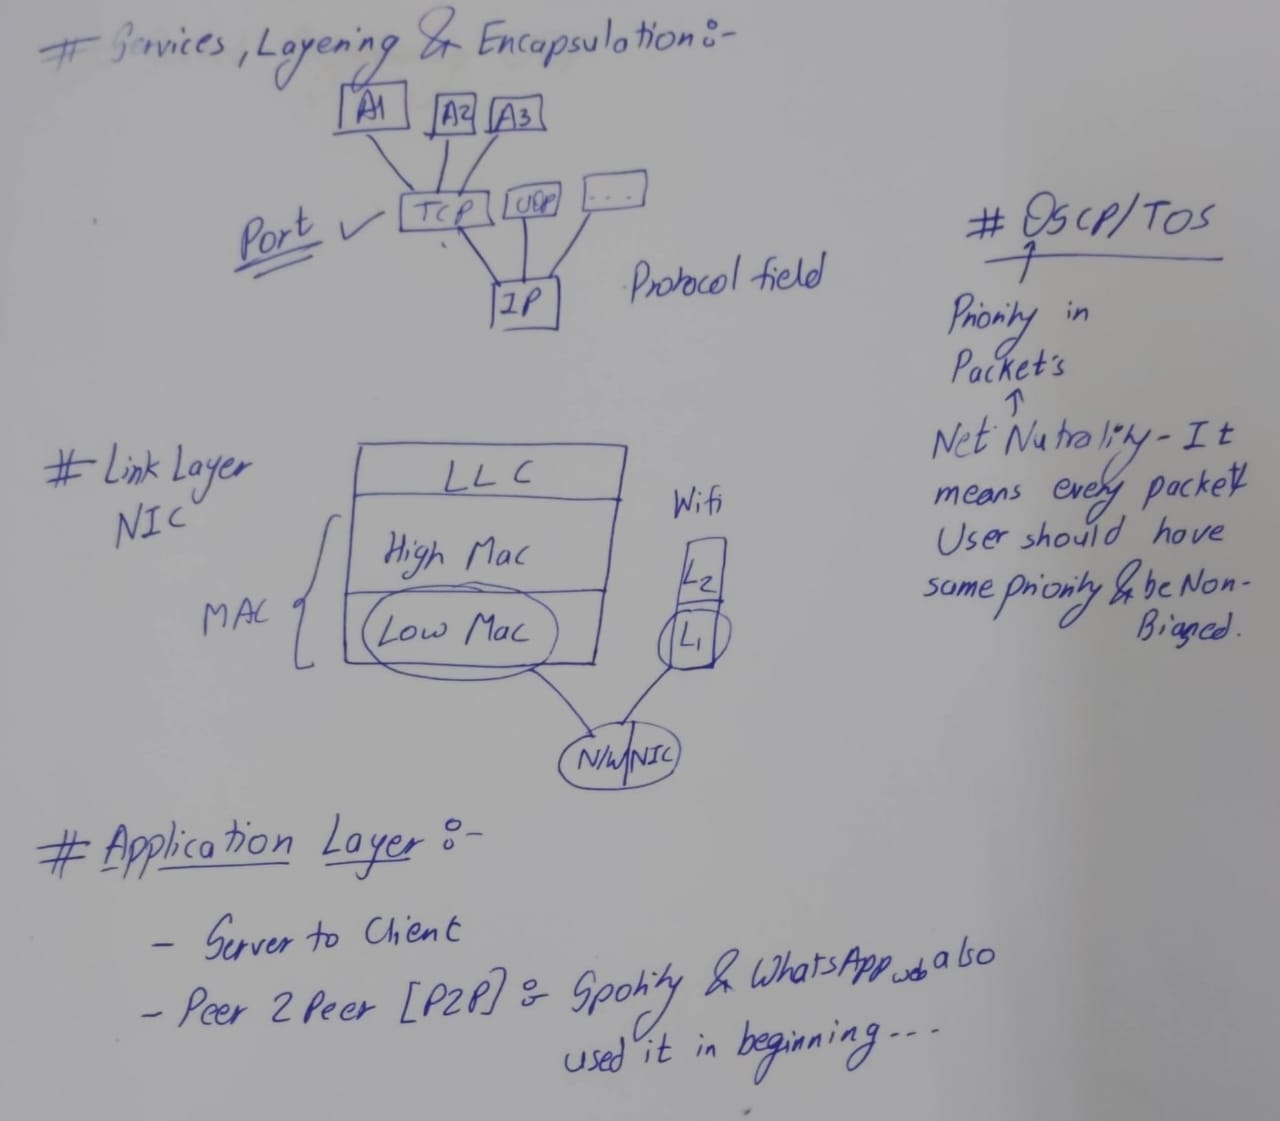 # Services, Layering & Encapsulation:-
A1 A2 A3
Port ✓ TCP UDP ...
IP Protocol field
# DSCP/TOS
↑
Priority in
Packet's
↑
Net Nutrality - It
means every packet/
User should have
same priority & be Non-
Biased.
# Link Layer
NIC
LLC
MAC { High Mac
Low Mac
Wifi
L2
L1
N/W NIC
# Application Layer :-
- Server to Client
- Peer 2 Peer [P2P] :- Spotify & WhatsApp web also
used it in beginning...